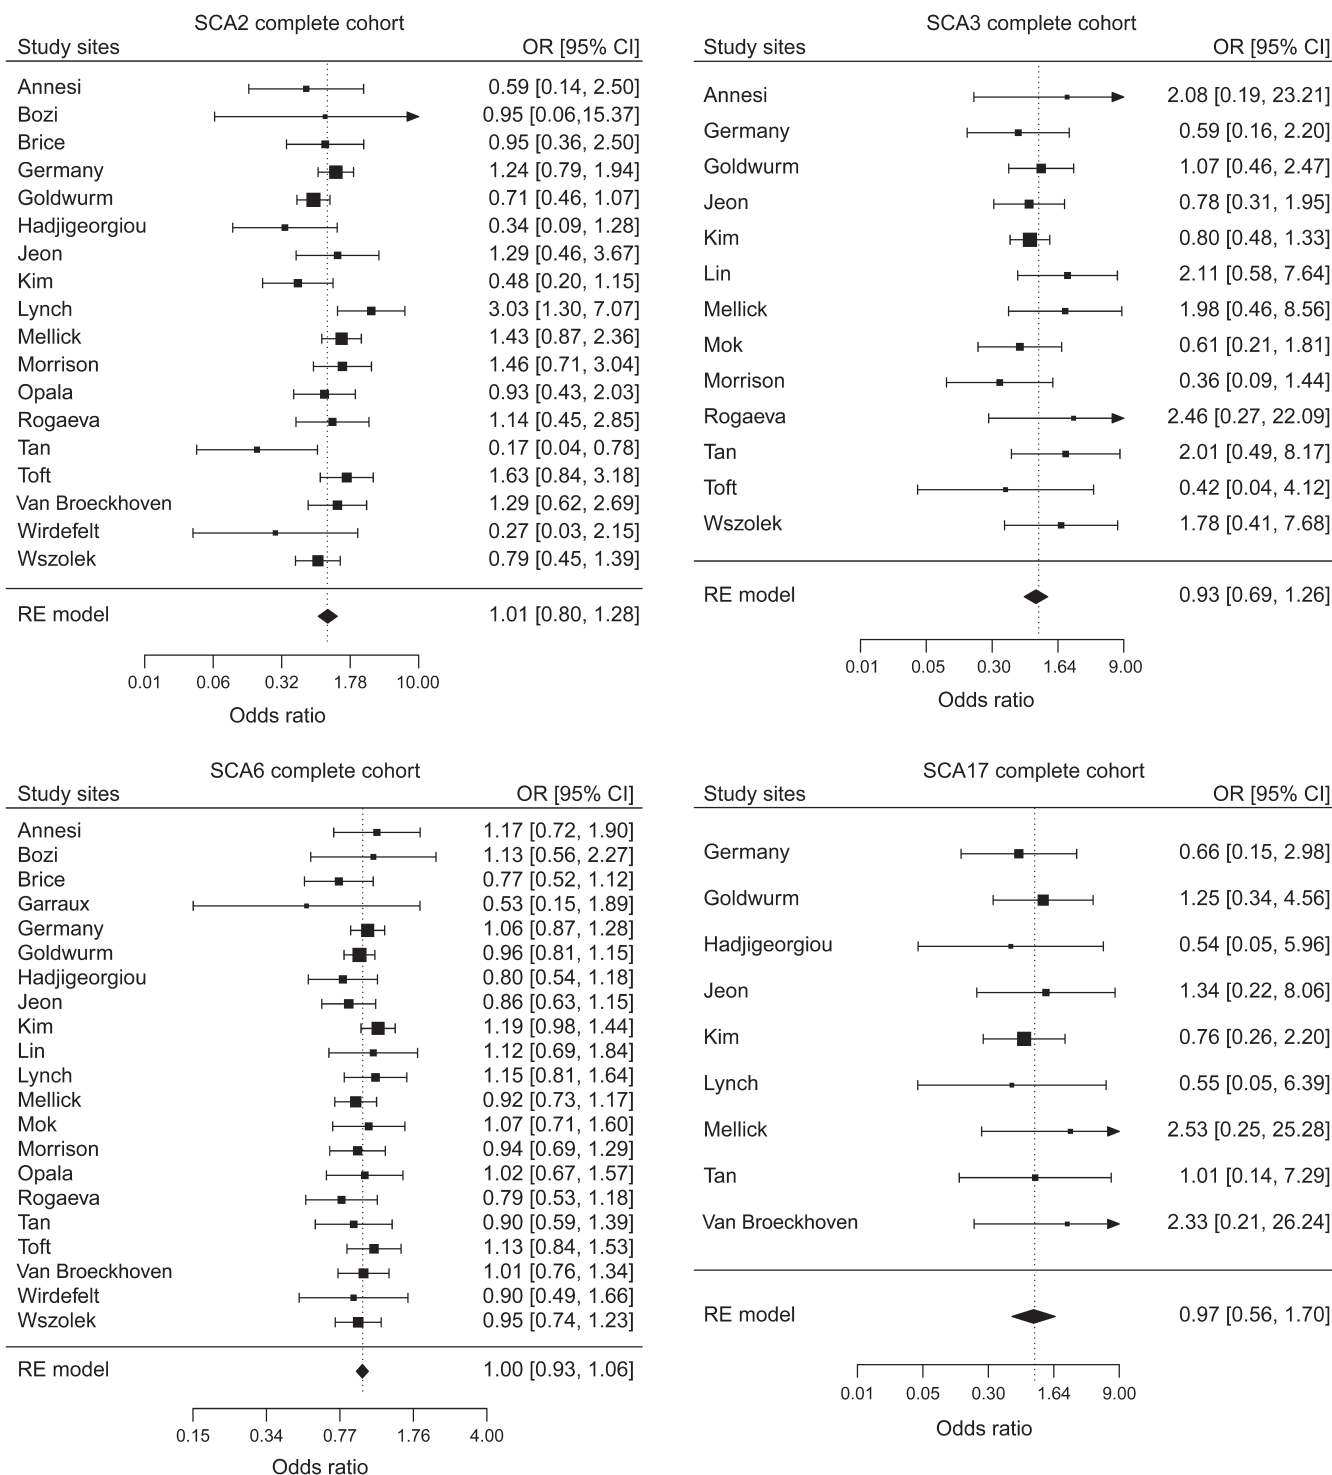 SCA2 complete cohort
Study sites OR [95% CI]
Annesi 0.59 [0.14, 2.50]
Bozi 0.95 [0.06,15.37]
Brice 0.95 [0.36, 2.50]
Germany 1.24 [0.79, 1.94]
Goldwurm 0.71 [0.46, 1.07]
Hadjigeorgiou 0.34 [0.09, 1.28]
Jeon 1.29 [0.46, 3.67]
Kim 0.48 [0.20, 1.15]
Lynch 3.03 [1.30, 7.07]
Mellick 1.43 [0.87, 2.36]
Morrison 1.46 [0.71, 3.04]
Opala 0.93 [0.43, 2.03]
Rogaeva 1.14 [0.45, 2.85]
Tan 0.17 [0.04, 0.78]
Toft 1.63 [0.84, 3.18]
Van Broeckhoven 1.29 [0.62, 2.69]
Wirdefelt 0.27 [0.03, 2.15]
Wszolek 0.79 [0.45, 1.39]
RE model 1.01 [0.80, 1.28]
0.01 0.06 0.32 1.78 10.00
Odds ratio
SCA3 complete cohort
Study sites OR [95% CI]
Annesi 2.08 [0.19, 23.21]
Germany 0.59 [0.16, 2.20]
Goldwurm 1.07 [0.46, 2.47]
Jeon 0.78 [0.31, 1.95]
Kim 0.80 [0.48, 1.33]
Lin 2.11 [0.58, 7.64]
Mellick 1.98 [0.46, 8.56]
Mok 0.61 [0.21, 1.81]
Morrison 0.36 [0.09, 1.44]
Rogaeva 2.46 [0.27, 22.09]
Tan 2.01 [0.49, 8.17]
Toft 0.42 [0.04, 4.12]
Wszolek 1.78 [0.41, 7.68]
RE model 0.93 [0.69, 1.26]
0.01 0.05 0.30 1.64 9.00
Odds ratio
SCA6 complete cohort
Study sites OR [95% CI]
Annesi 1.17 [0.72, 1.90]
Bozi 1.13 [0.56, 2.27]
Brice 0.77 [0.52, 1.12]
Garraux 0.53 [0.15, 1.89]
Germany 1.06 [0.87, 1.28]
Goldwurm 0.96 [0.81, 1.15]
Hadjigeorgiou 0.80 [0.54, 1.18]
Jeon 0.86 [0.63, 1.15]
Kim 1.19 [0.98, 1.44]
Lin 1.12 [0.69, 1.84]
Lynch 1.15 [0.81, 1.64]
Mellick 0.92 [0.73, 1.17]
Mok 1.07 [0.71, 1.60]
Morrison 0.94 [0.69, 1.29]
Opala 1.02 [0.67, 1.57]
Rogaeva 0.79 [0.53, 1.18]
Tan 0.90 [0.59, 1.39]
Toft 1.13 [0.84, 1.53]
Van Broeckhoven 1.01 [0.76, 1.34]
Wirdefelt 0.90 [0.49, 1.66]
Wszolek 0.95 [0.74, 1.23]
RE model 1.00 [0.93, 1.06]
0.15 0.34 0.77 1.76 4.00
Odds ratio
SCA17 complete cohort
Study sites OR [95% CI]
Germany 0.66 [0.15, 2.98]
Goldwurm 1.25 [0.34, 4.56]
Hadjigeorgiou 0.54 [0.05, 5.96]
Jeon 1.34 [0.22, 8.06]
Kim 0.76 [0.26, 2.20]
Lynch 0.55 [0.05, 6.39]
Mellick 2.53 [0.25, 25.28]
Tan 1.01 [0.14, 7.29]
Van Broeckhoven 2.33 [0.21, 26.24]
RE model 0.97 [0.56, 1.70]
0.01 0.05 0.30 1.64 9.00
Odds ratio